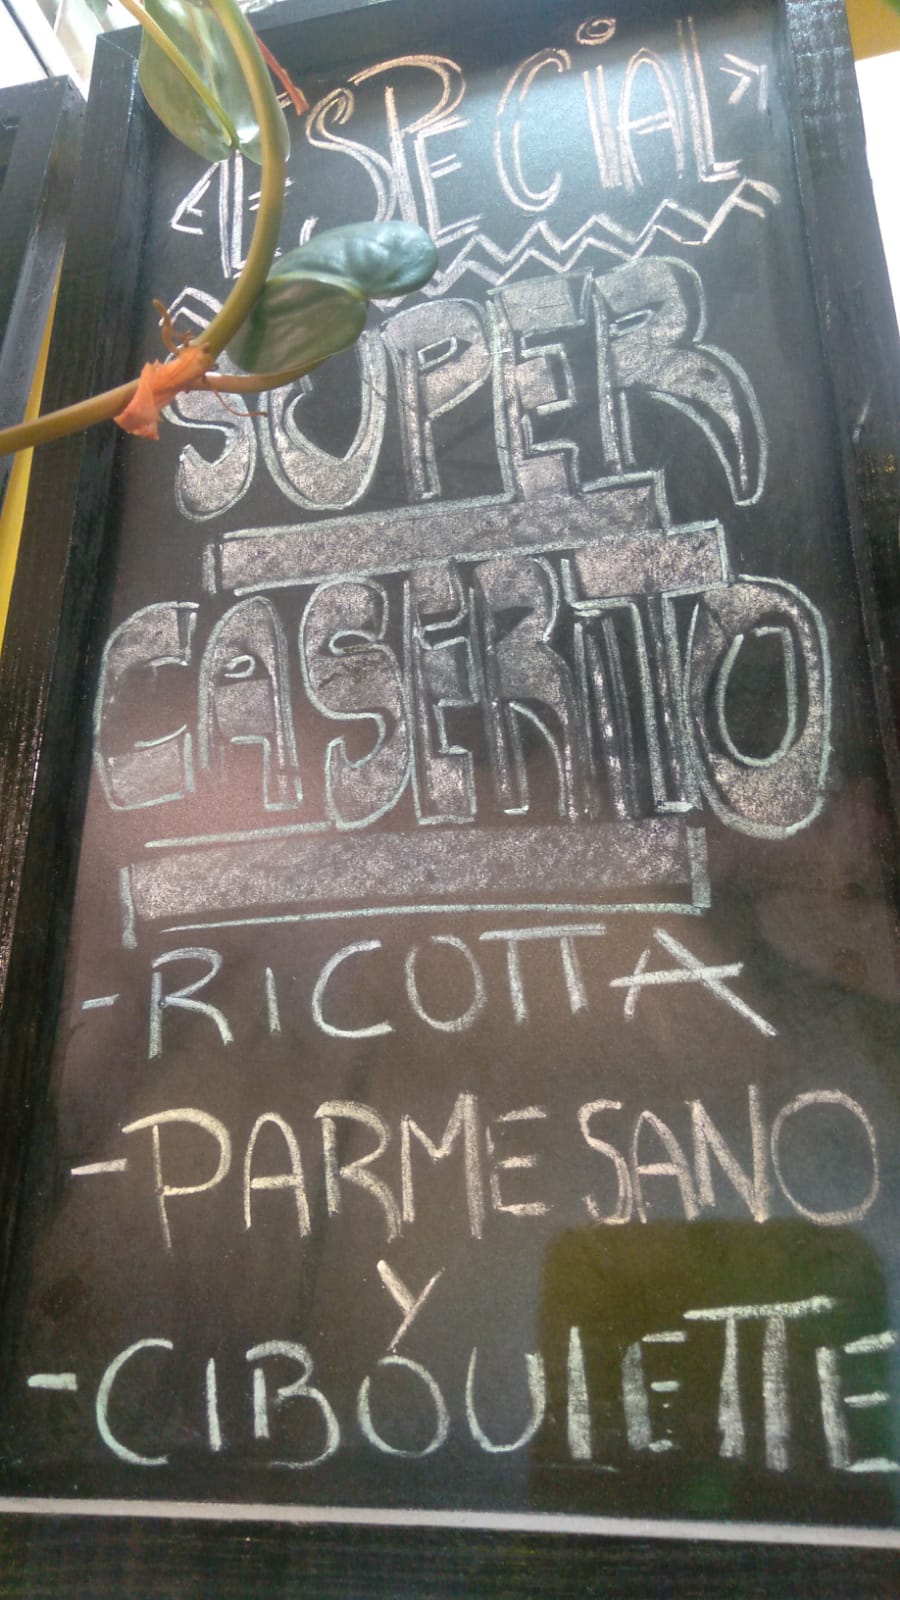 "ESPECIAL"
SUPER
CASERITO
- RICOTTA
- PARMESANO
Y
- CIBOULETTE